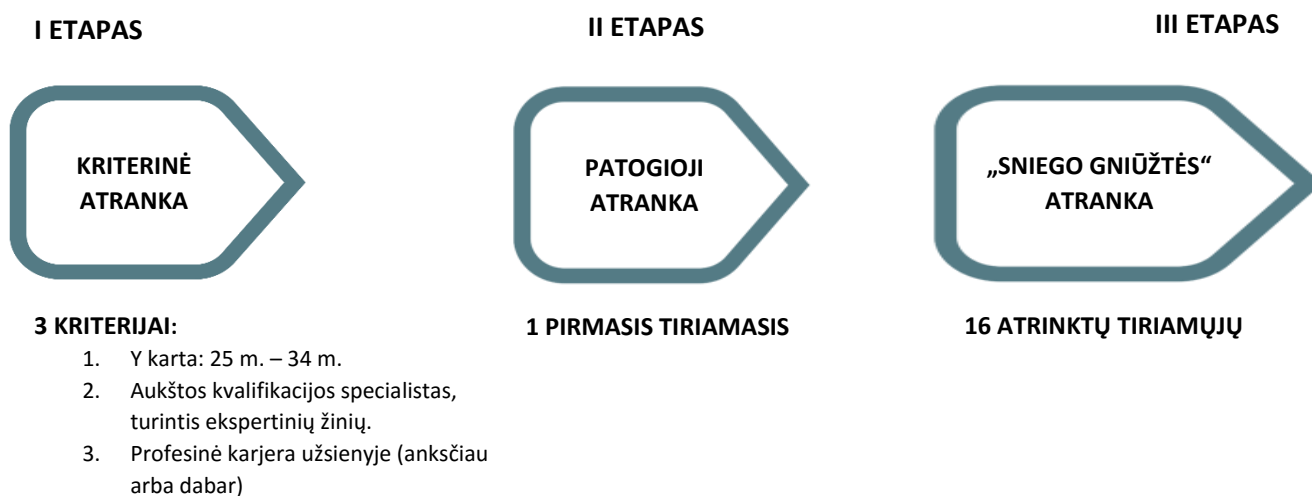 I ETAPAS
II ETAPAS
III ETAPAS
KRITERINĖ
ATRANKA
PATOGIOJI
ATRANKA
„SNIEGO GNIŪŽTĖS“
ATRANKA
3 KRITERIJAI:
1. Y karta: 25 m. – 34 m.
2. Aukštos kvalifikacijos specialistas,
turintis ekspertinių žinių.
3. Profesinė karjera užsienyje (anksčiau
arba dabar)
1 PIRMASIS TIRIAMASIS
16 ATRINKTŲ TIRIAMŲJŲ